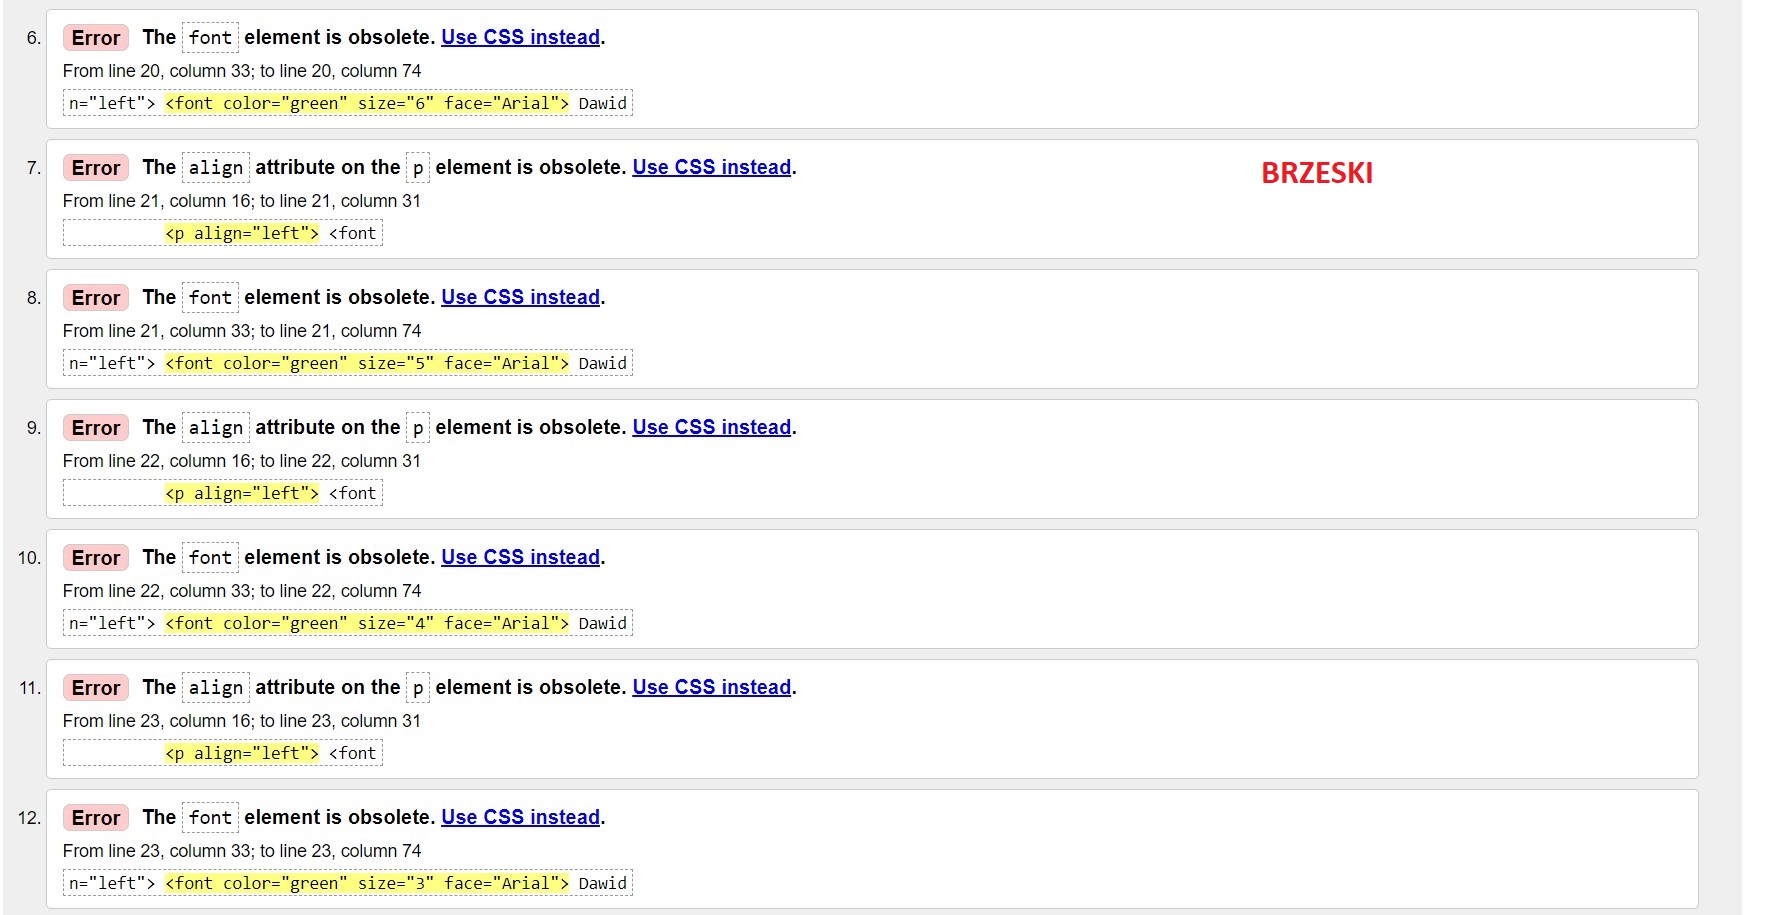 6. Error The font element is obsolete. Use CSS instead.
From line 20, column 33; to line 20, column 74
n="left"> <font color="green" size="6" face="Arial"> Dawid
7. Error The align attribute on the p element is obsolete. Use CSS instead. BRZESKI
From line 21, column 16; to line 21, column 31
<p align="left"> <font
8. Error The font element is obsolete. Use CSS instead.
From line 21, column 33; to line 21, column 74
n="left"> <font color="green" size="5" face="Arial"> Dawid
9. Error The align attribute on the p element is obsolete. Use CSS instead.
From line 22, column 16; to line 22, column 31
<p align="left"> <font
10. Error The font element is obsolete. Use CSS instead.
From line 22, column 33; to line 22, column 74
n="left"> <font color="green" size="4" face="Arial"> Dawid
11. Error The align attribute on the p element is obsolete. Use CSS instead.
From line 23, column 16; to line 23, column 31
<p align="left"> <font
12. Error The font element is obsolete. Use CSS instead.
From line 23, column 33; to line 23, column 74
n="left"> <font color="green" size="3" face="Arial"> Dawid